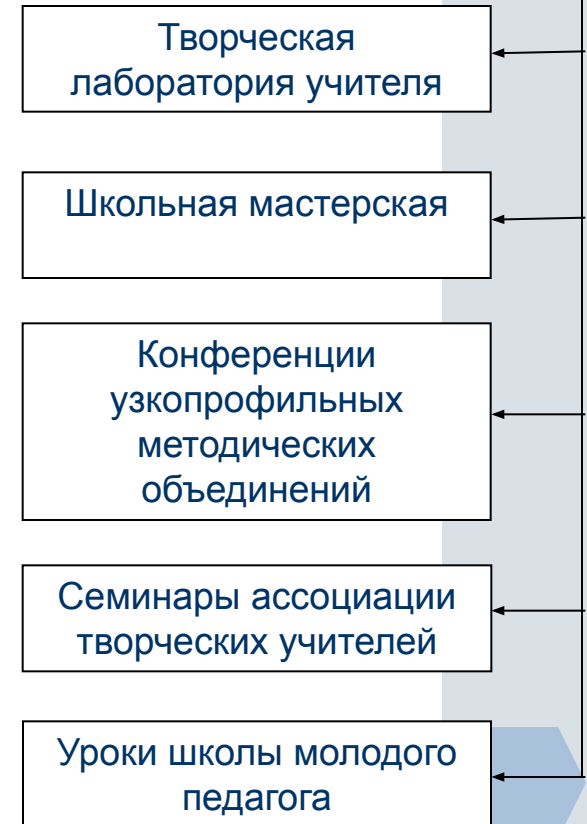 Творческая
лаборатория учителя
Школьная мастерская
Конференции
узкопрофильных
методических
объединений
Семинары ассоциации
творческих учителей
Уроки школы молодого
педагога